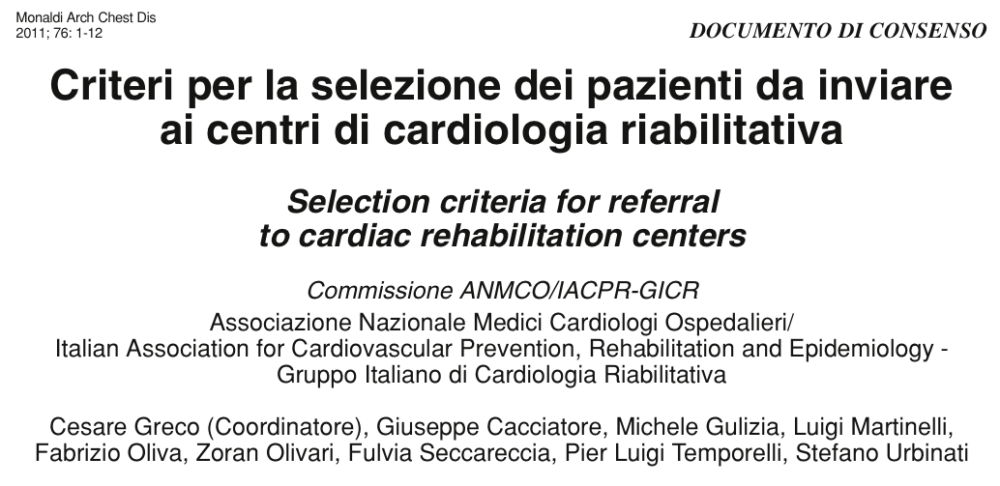 Monaldi Arch Chest Dis
2011; 76: 1-12
DOCUMENTO DI CONSENSO
Criteri per la selezione dei pazienti da inviare
ai centri di cardiologia riabilitativa
Selection criteria for referral
to cardiac rehabilitation centers
Commissione ANMCO/IACPR-GICR
Associazione Nazionale Medici Cardiologi Ospedalieri/
Italian Association for Cardiovascular Prevention, Rehabilitation and Epidemiology -
Gruppo Italiano di Cardiologia Riabilitativa
Cesare Greco (Coordinatore), Giuseppe Cacciatore, Michele Gulizia, Luigi Martinelli,
Fabrizio Oliva, Zoran Olivari, Fulvia Seccareccia, Pier Luigi Temporelli, Stefano Urbinati